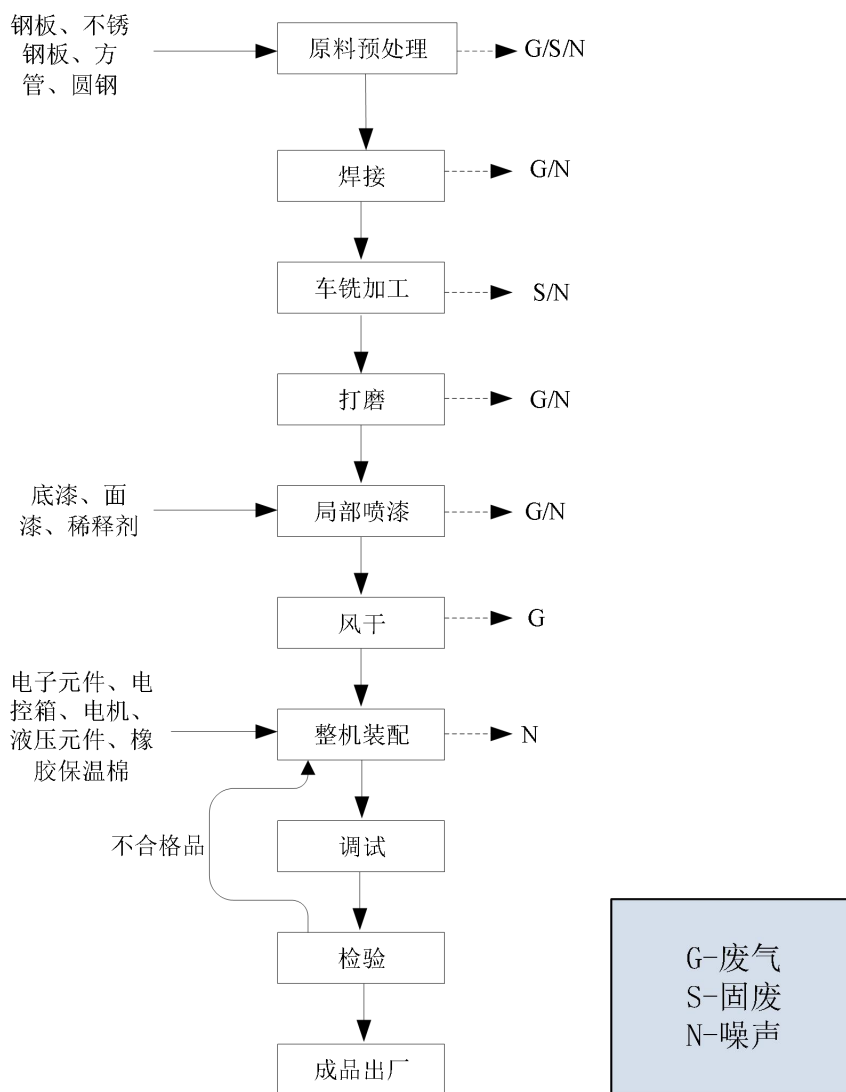 钢板、不锈
钢板、方
管、圆钢
原料预处理
G/S/N
焊接
G/N
车铣加工
S/N
打磨
G/N
底漆、面
漆、稀释剂
局部喷漆
G/N
风干
G
电子元件、电
控箱、电机、
液压元件、橡
胶保温棉
整机装配
N
不合格品
调试
检验
成品出厂
G-废气
S-固废
N-噪声